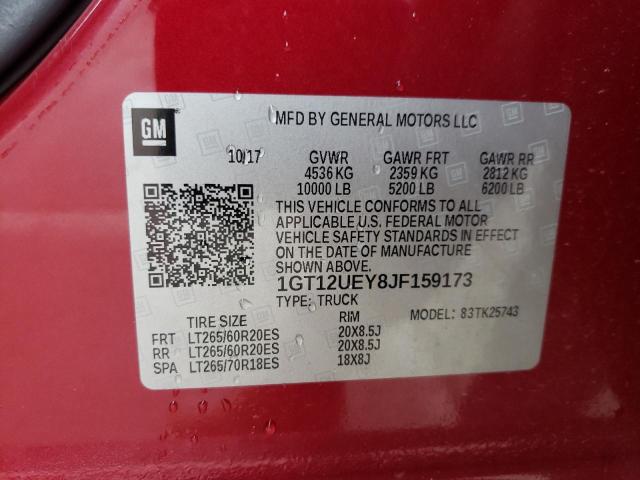 GM
MFD BY GENERAL MOTORS LLC
10/17 GVWR GAWR FRT GAWR RR
4536 KG 2359 KG 2812 KG
10000 LB 5200 LB 6200 LB
THIS VEHICLE CONFORMS TO ALL
APPLICABLE U.S. FEDERAL MOTOR
VEHICLE SAFETY STANDARDS IN EFFECT
ON THE DATE OF MANUFACTURE
SHOWN ABOVE.
1GT12UEY8JF159173
TYPE: TRUCK MODEL: 83TK25743
TIRE SIZE RIM
FRT LT265/60R20ES 20X8.5J
RR LT265/60R20ES 20X8.5J
SPA LT265/70R18ES 18X8J